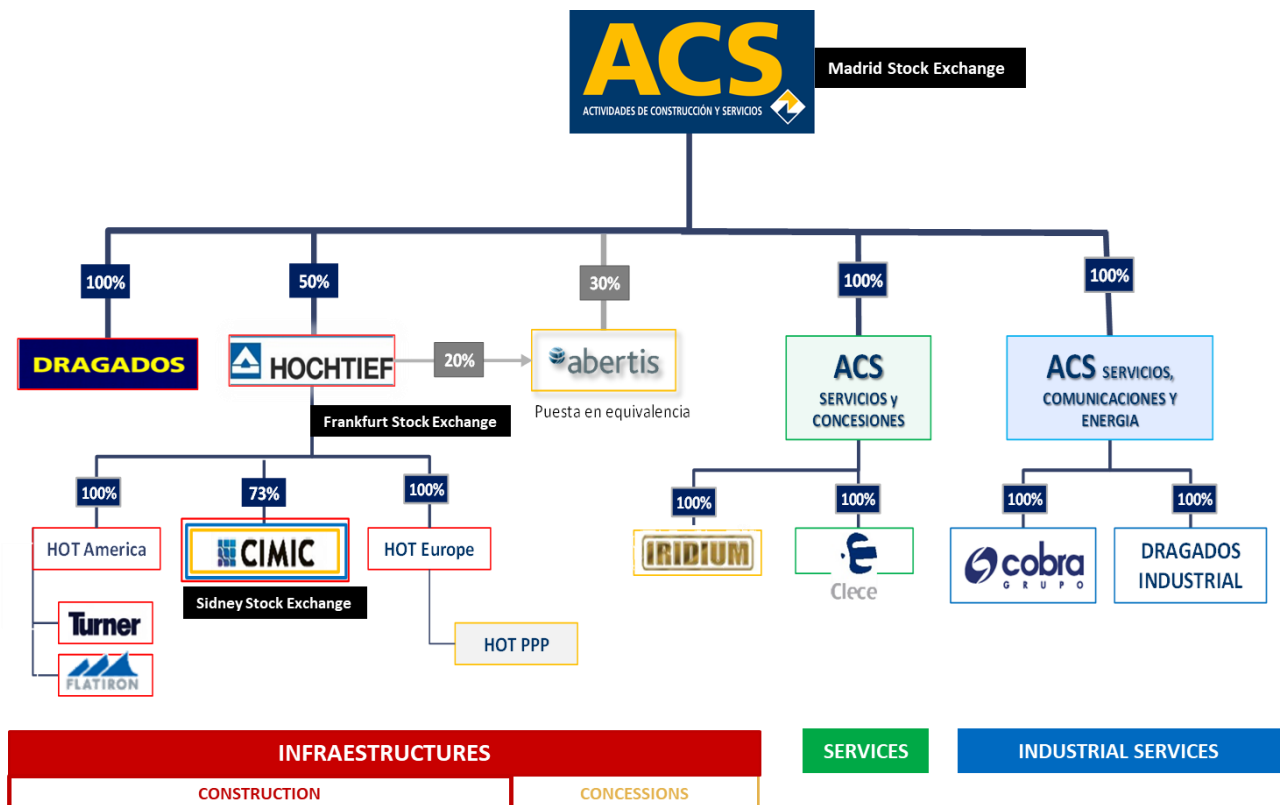 ACS
ACTIVIDADES DE CONSTRUCCIÓN Y SERVICIOS
Madrid Stock Exchange
100%
50%
30%
100%
100%
DRAGADOS
HOCHTIEF
20%
abertis
ACS
SERVICIOS y
CONCESIONES
ACS SERVICIOS,
COMUNICACIONES Y
ENERGIA
Puesta en equivalencia
Frankfurt Stock Exchange
100%
73%
100%
100%
100%
100%
100%
HOT America
CIMIC
HOT Europe
IRIDIUM
Clece
cobra
GRUPO
DRAGADOS
INDUSTRIAL
Sidney Stock Exchange
Turner
HOT PPP
FLATIRON
INFRAESTRUCTURES
SERVICES
INDUSTRIAL SERVICES
CONSTRUCTION
CONCESSIONS